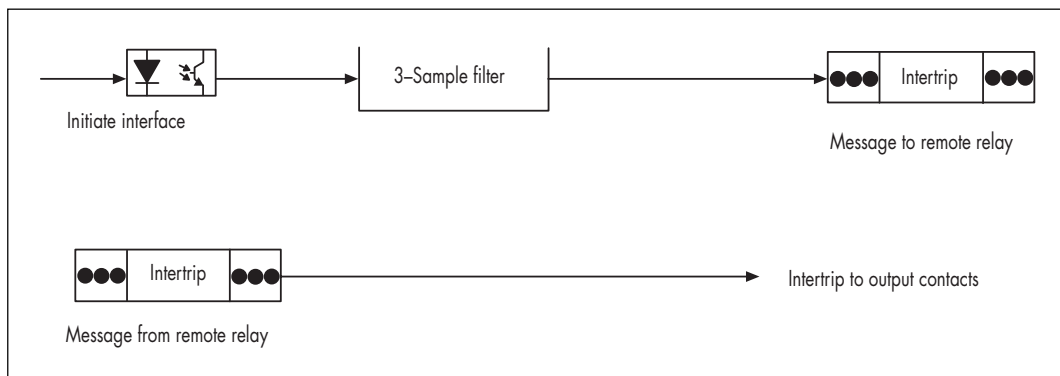 3–Sample filter
Intertrip
Initiate interface
Message to remote relay
Intertrip
Intertrip to output contacts
Message from remote relay